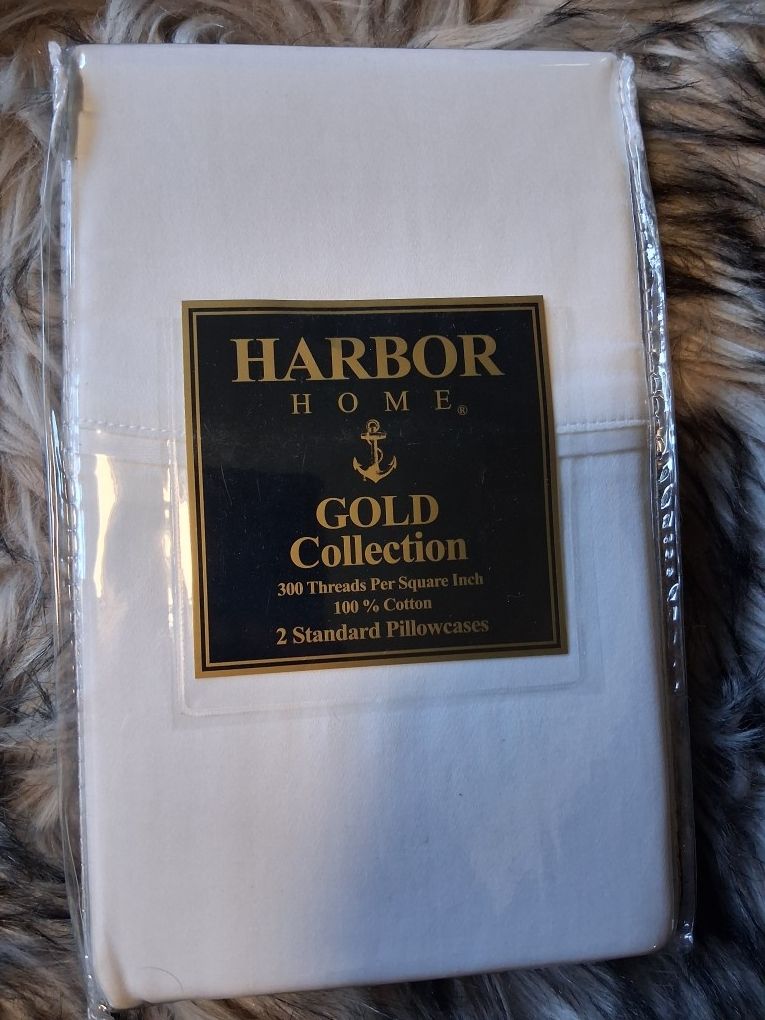 HARBOR
HOME®
GOLD
Collection
300 Threads Per Square Inch
100 % Cotton
2 Standard Pillowcases